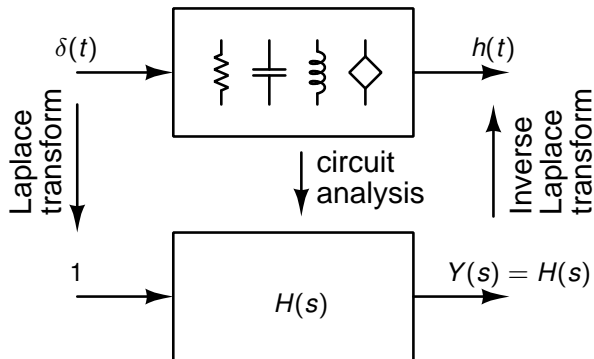 δ(t)
h(t)
Laplace
transform
circuit
analysis
Inverse
Laplace
transform
1
H(s)
Y(s) = H(s)